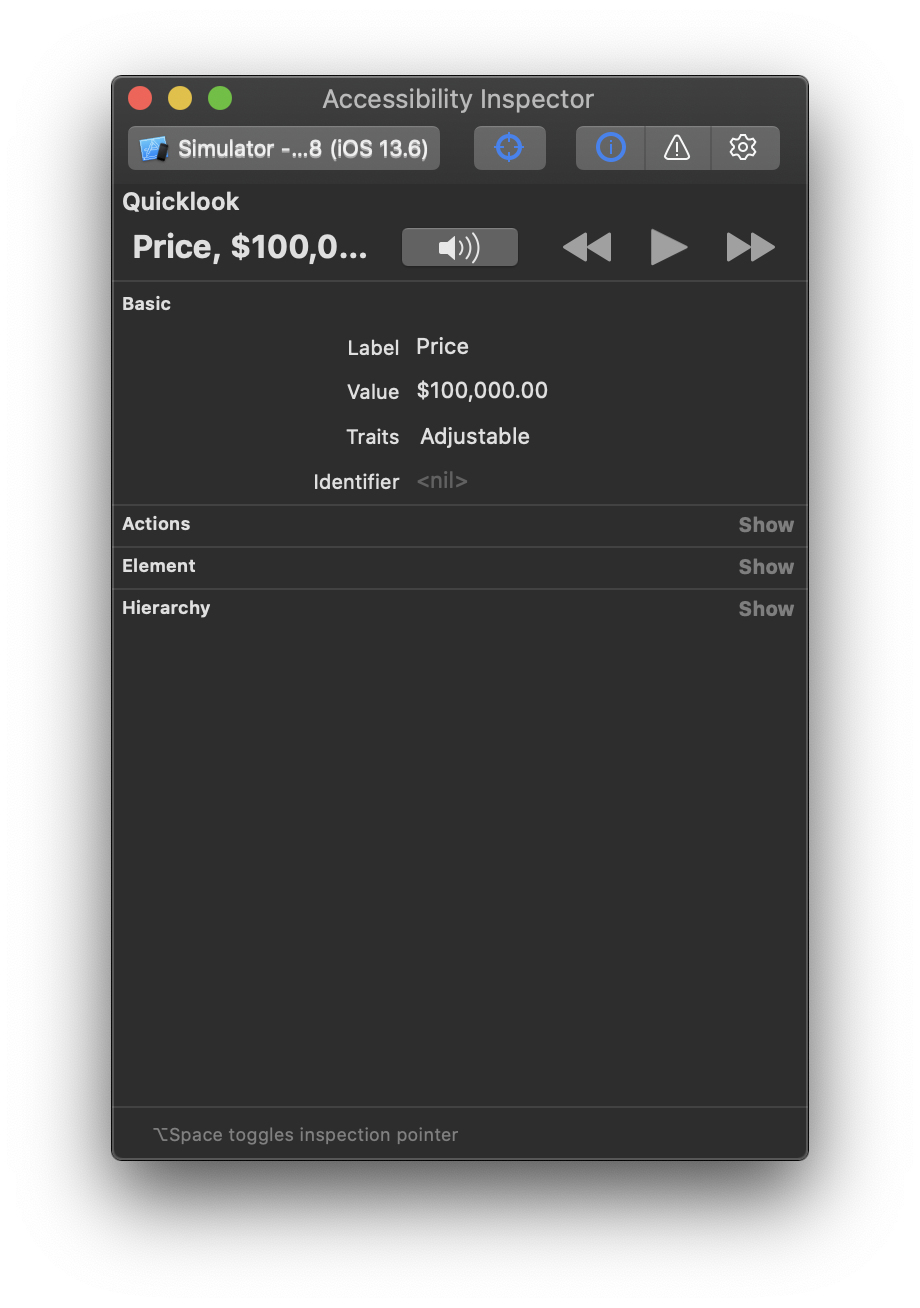 Accessibility Inspector
Simulator -...8 (iOS 13.6)
Quicklook
Price, $100,0...
Basic
Label Price
Value $100,000.00
Traits Adjustable
Identifier <nil>
Actions Show
Element Show
Hierarchy Show
⌥Space toggles inspection pointer